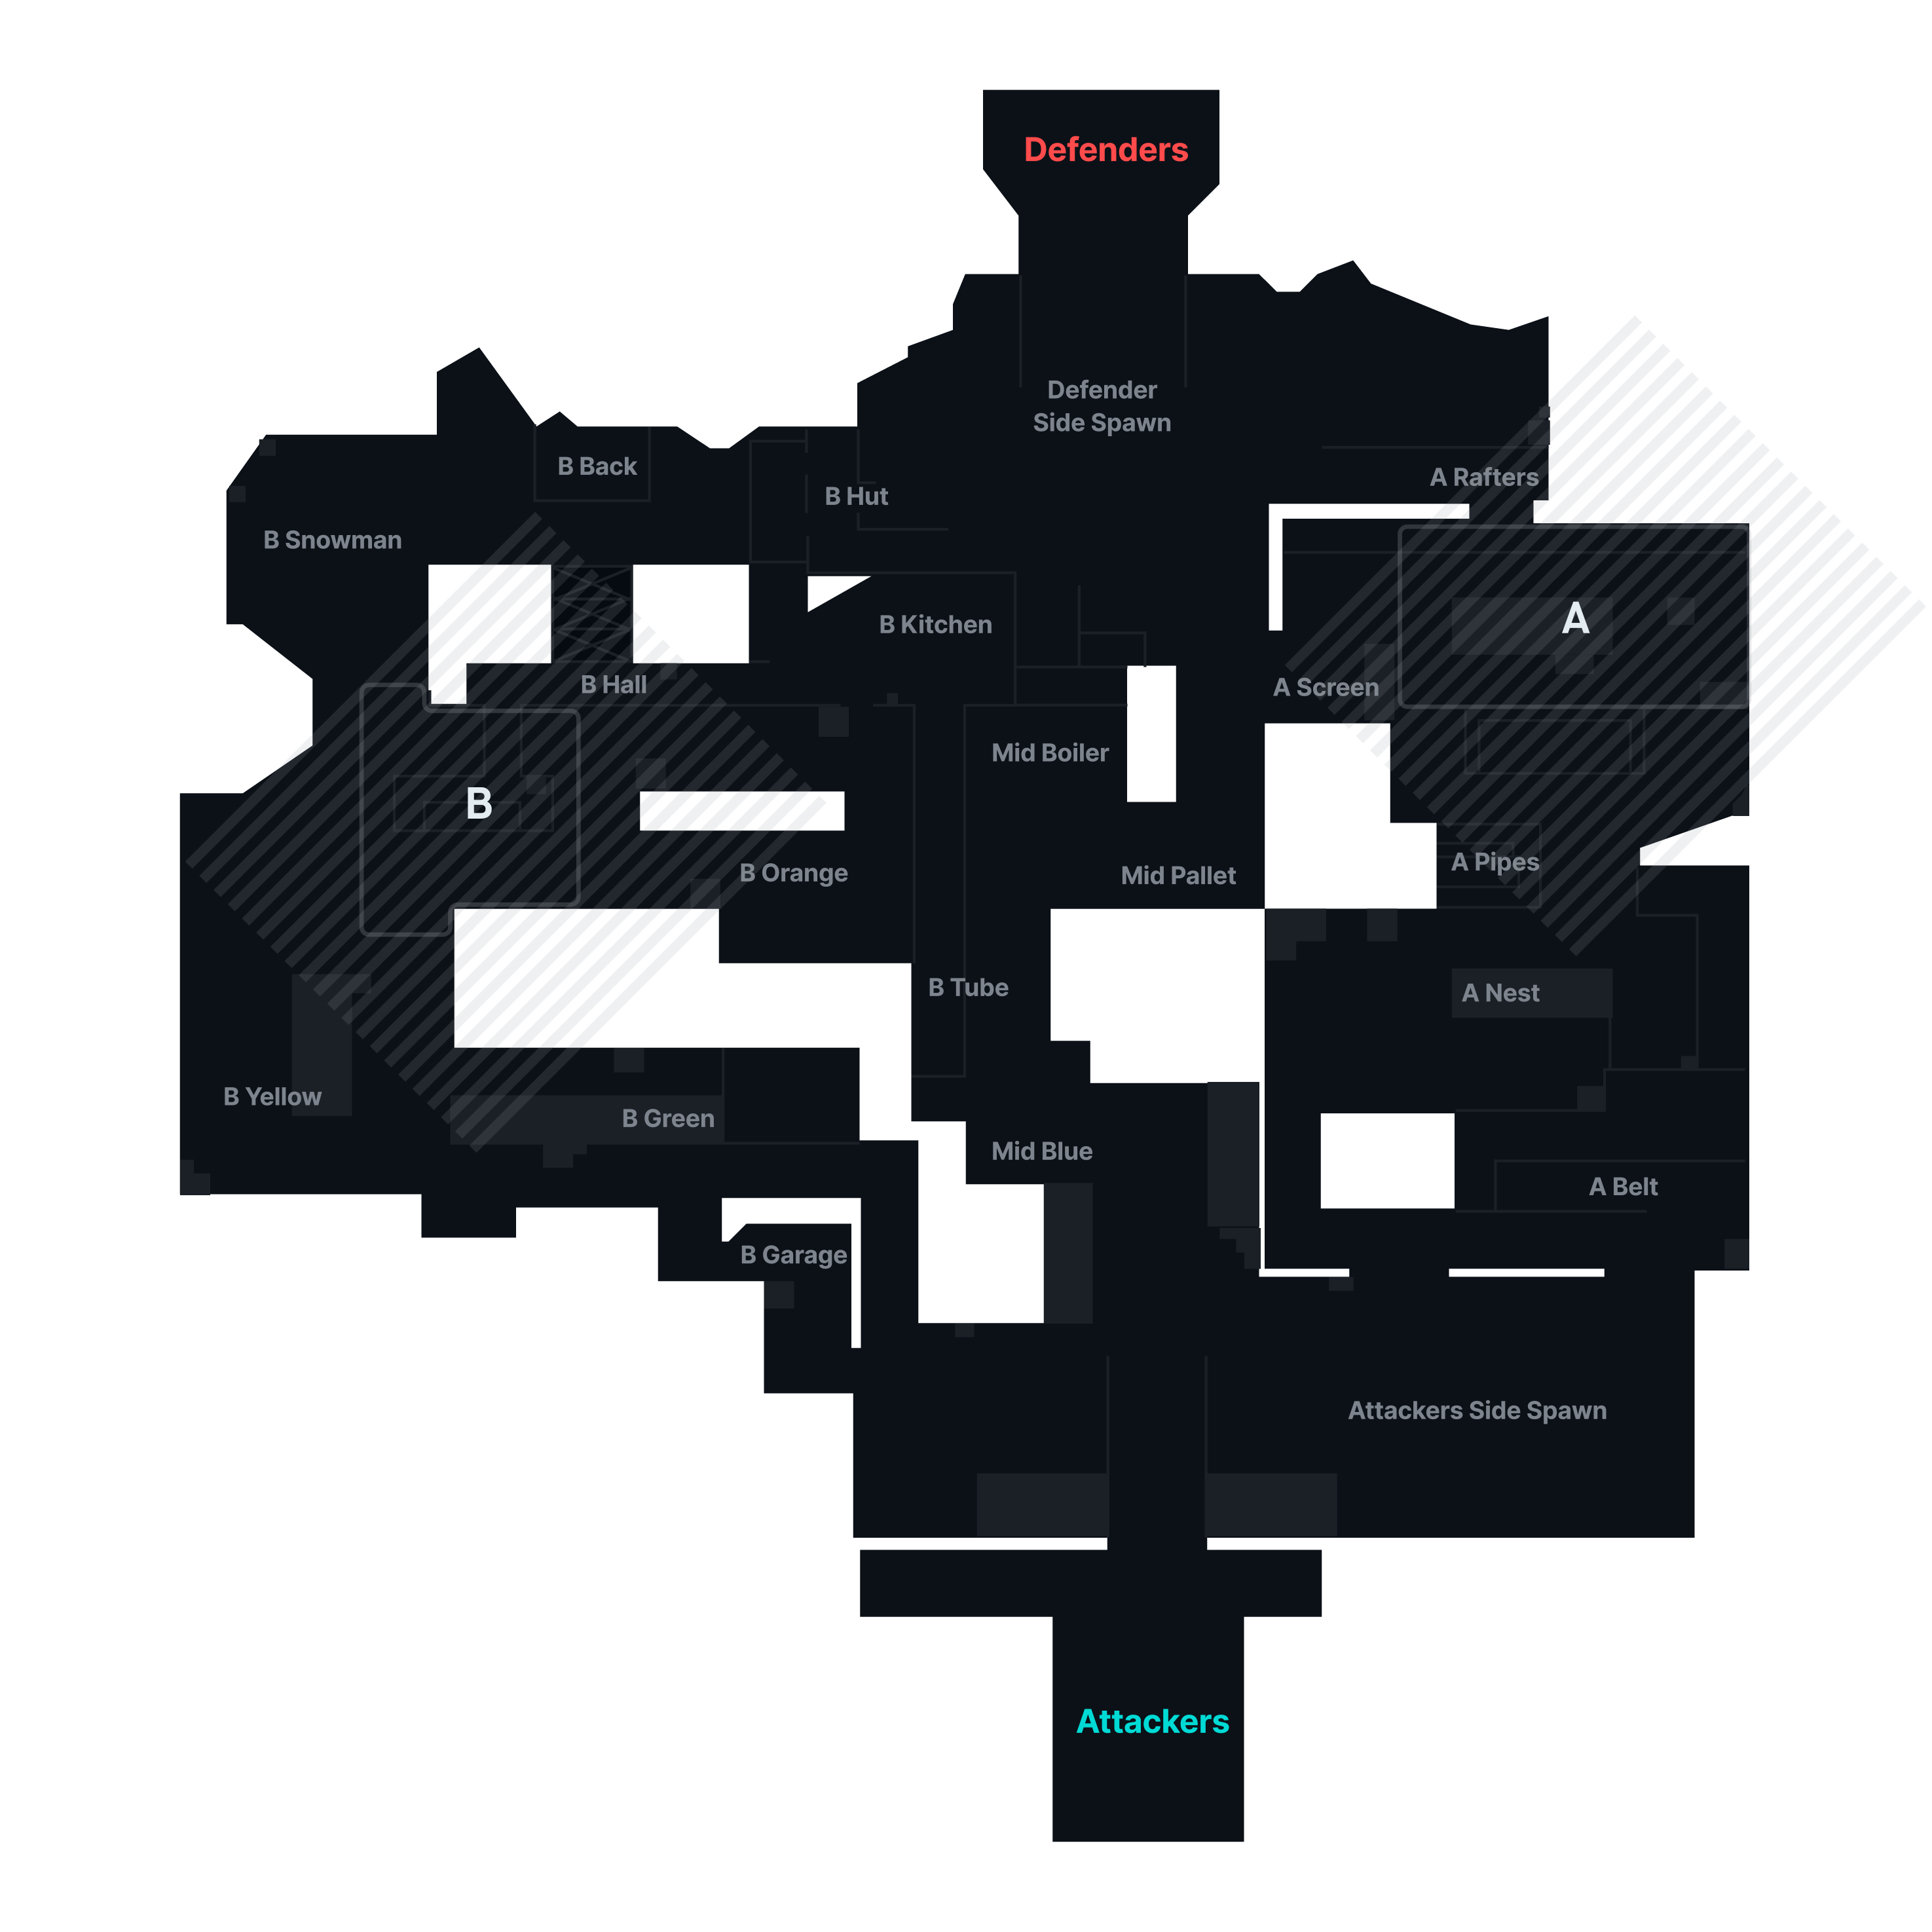 Defenders
Defender
Side Spawn
B Back
A Rafters
B Hut
B Snowman
A
B Kitchen
B Hall
A Screen
Mid Boiler
B
A Pipes
B Orange
Mid Pallet
B Tube
A Nest
B Yellow
B Green
Mid Blue
A Belt
B Garage
Attackers Side Spawn
Attackers